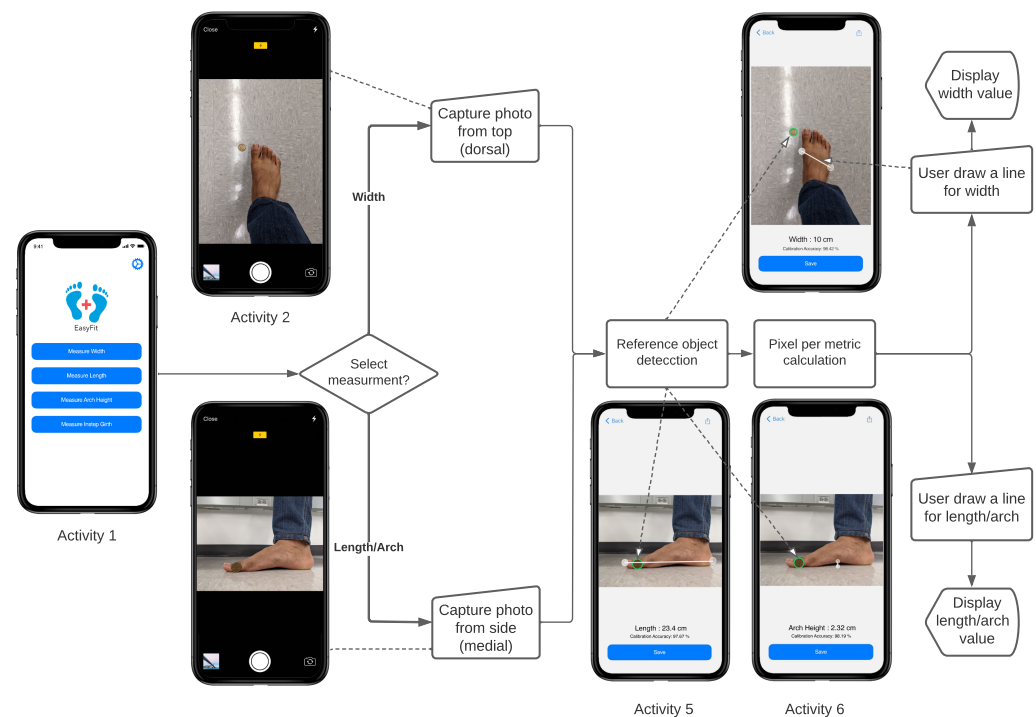 Close
Back
Display
width value
Capture photo
from top
(dorsal)
User draw a line
for width
Width
9:41
Width : 10 cm
Calibration Accuracy: 98.42 %
Save
EasyFit
Activity 2
Measure Width
Measure Length
Measure Arch Height
Measure Instep Girth
Select
measurment?
Reference object
detecction
Pixel per metric
calculation
Close
Back
Back
User draw a line
for length/arch
Activity 1
Length/Arch
Capture photo
from side
(medial)
Display
length/arch
value
Length : 23.4 cm
Calibration Accuracy: 97.67 %
Save
Arch Height : 2.32 cm
Calibration Accuracy: 98.19 %
Save
Activity 5
Activity 6